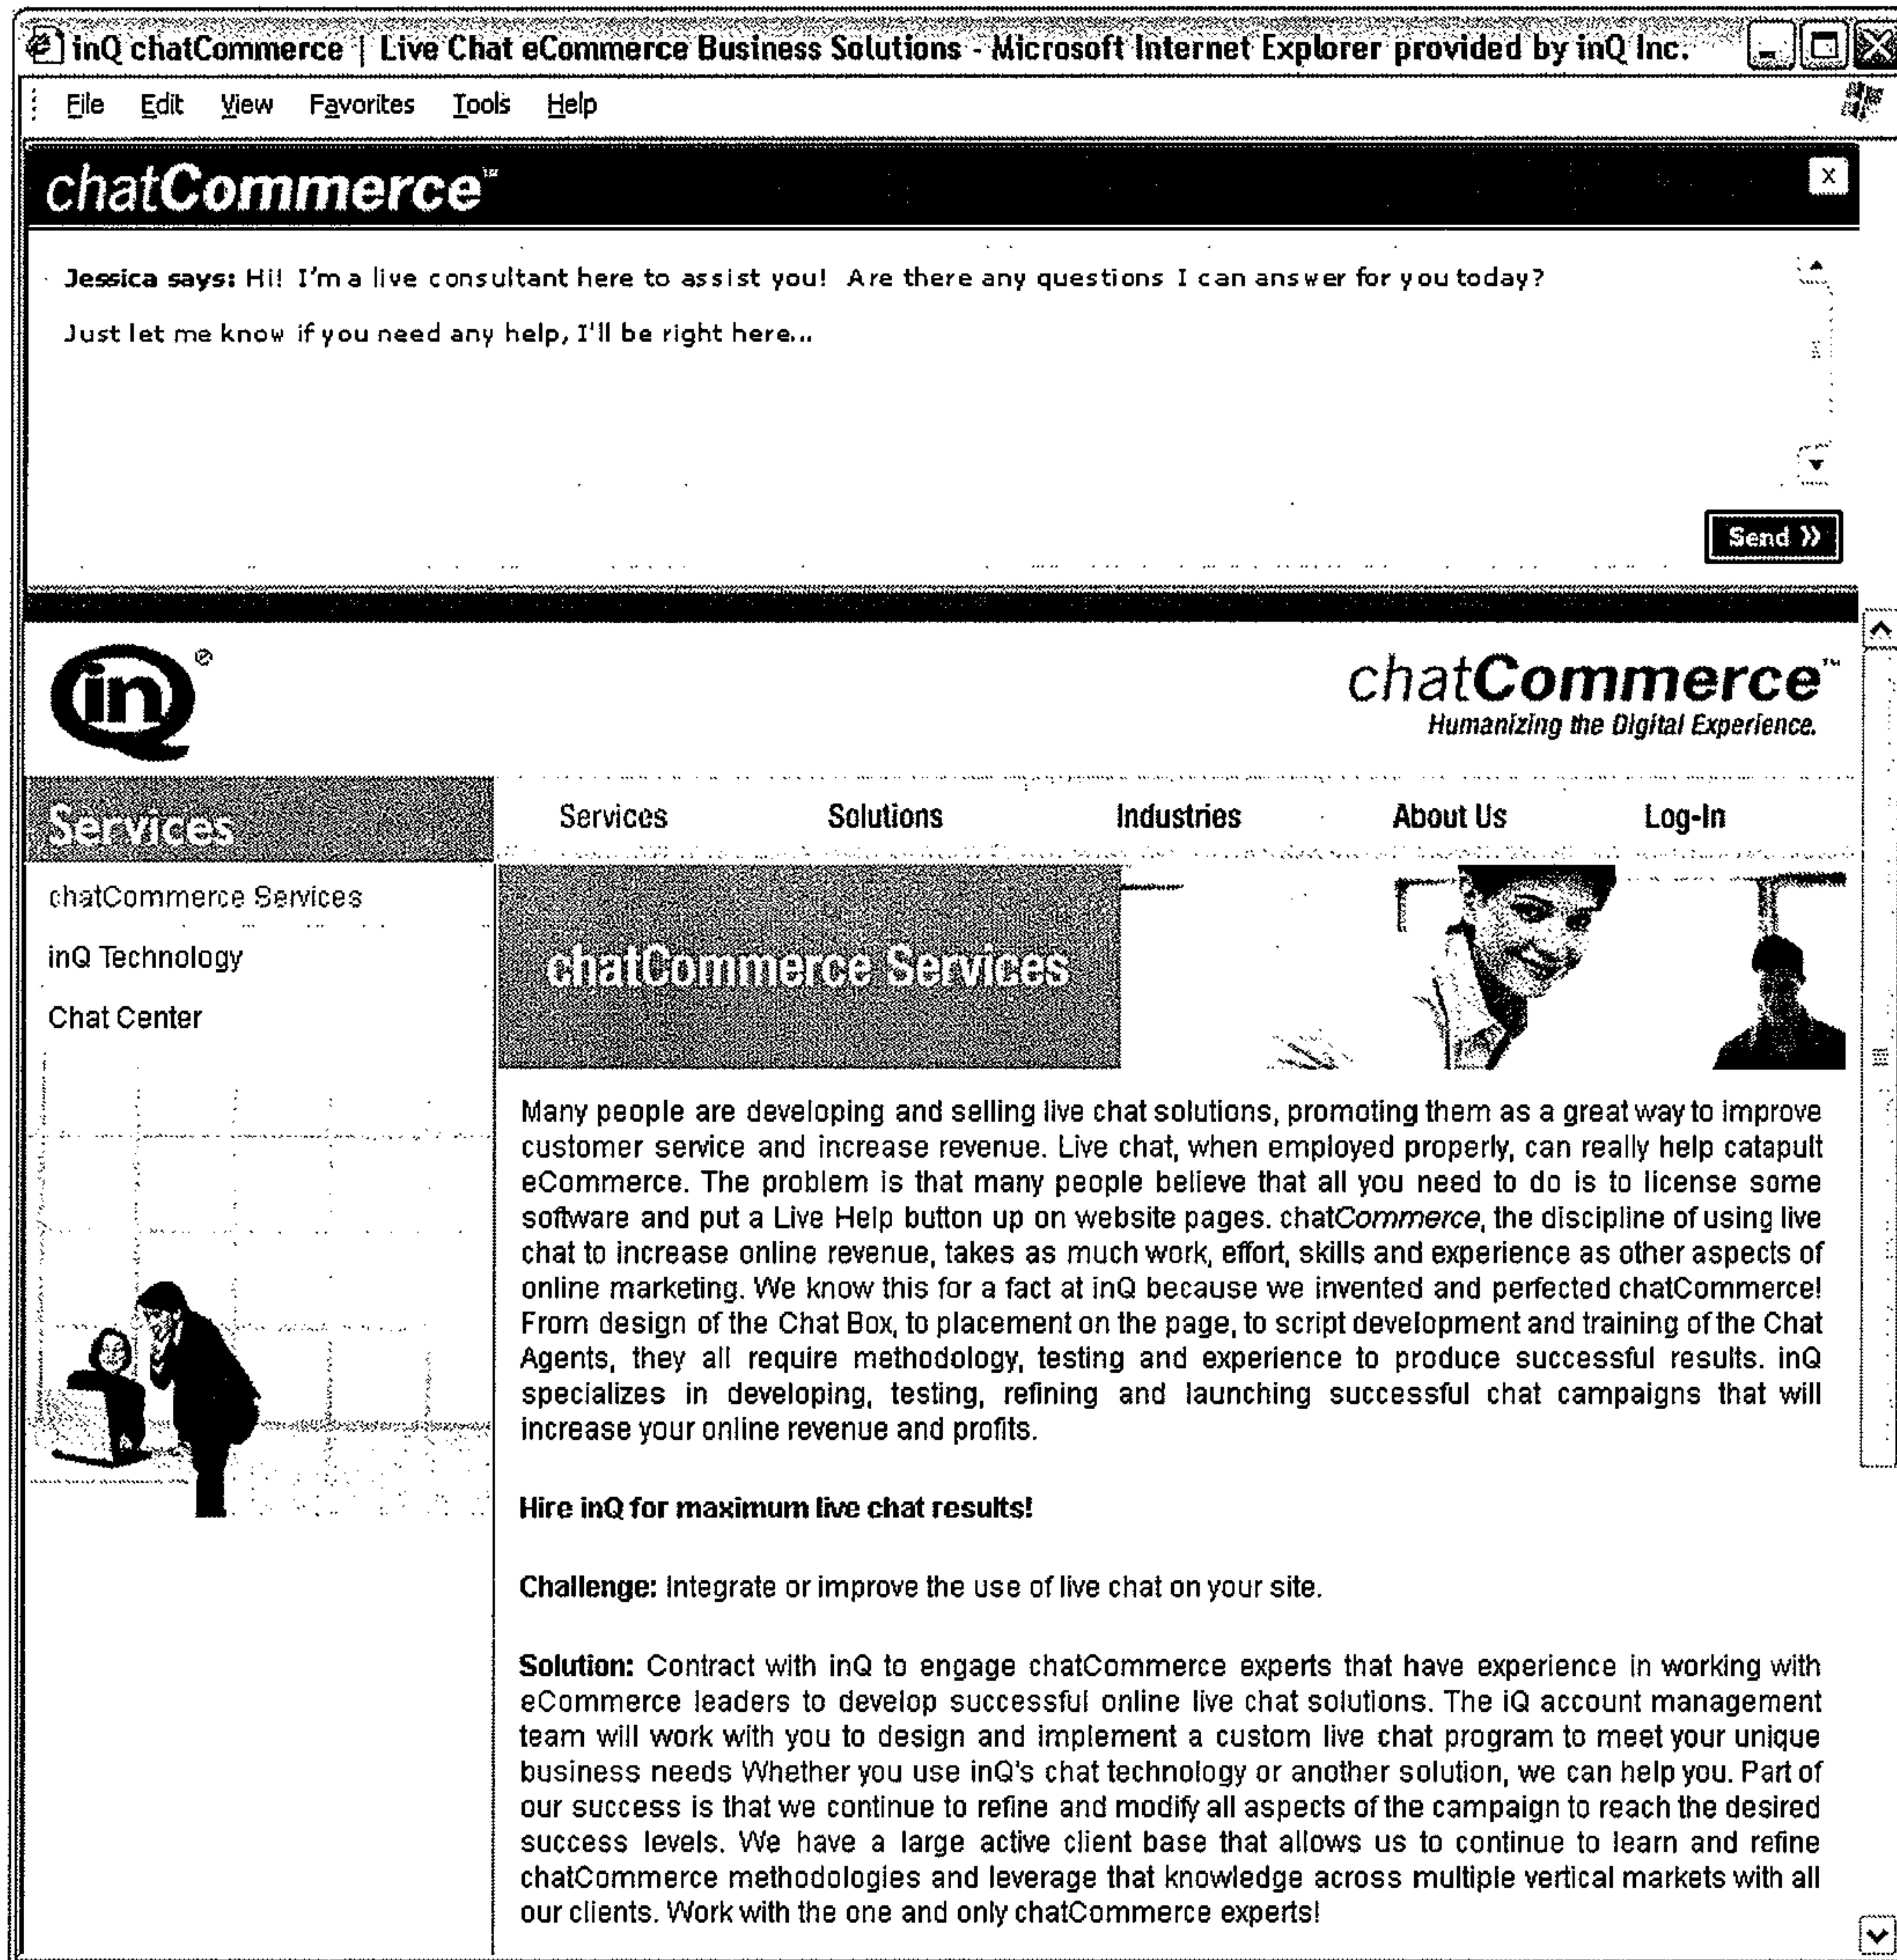 inQ chatCommerce | Live Chat eCommerce Business Solutions - Microsoft Internet Explorer provided by inQ Inc.
File Edit View Favorites Tools Help
chatCommerce™
x
Jessica says: Hi! I'm a live consultant here to assist you! Are there any questions I can answer for you today?
Just let me know if you need any help, I'll be right here...
Send »
inQ®
chatCommerce™
Humanizing the Digital Experience.
Services
Services Solutions Industries About Us Log-In
chatCommerce Services
inQ Technology
Chat Center
chatCommerce Services
Many people are developing and selling live chat solutions, promoting them as a great way to improve
customer service and increase revenue. Live chat, when employed properly, can really help catapult
eCommerce. The problem is that many people believe that all you need to do is to license some
software and put a Live Help button up on website pages. chatCommerce, the discipline of using live
chat to increase online revenue, takes as much work, effort, skills and experience as other aspects of
online marketing. We know this for a fact at inQ because we invented and perfected chatCommerce!
From design of the Chat Box, to placement on the page, to script development and training of the Chat
Agents, they all require methodology, testing and experience to produce successful results. inQ
specializes in developing, testing, refining and launching successful chat campaigns that will
increase your online revenue and profits.
Hire inQ for maximum live chat results!
Challenge: Integrate or improve the use of live chat on your site.
Solution: Contract with inQ to engage chatCommerce experts that have experience in working with
eCommerce leaders to develop successful online live chat solutions. The iQ account management
team will work with you to design and implement a custom live chat program to meet your unique
business needs Whether you use inQ's chat technology or another solution, we can help you. Part of
our success is that we continue to refine and modify all aspects of the campaign to reach the desired
success levels. We have a large active client base that allows us to continue to learn and refine
chatCommerce methodologies and leverage that knowledge across multiple vertical markets with all
our clients. Work with the one and only chatCommerce experts!